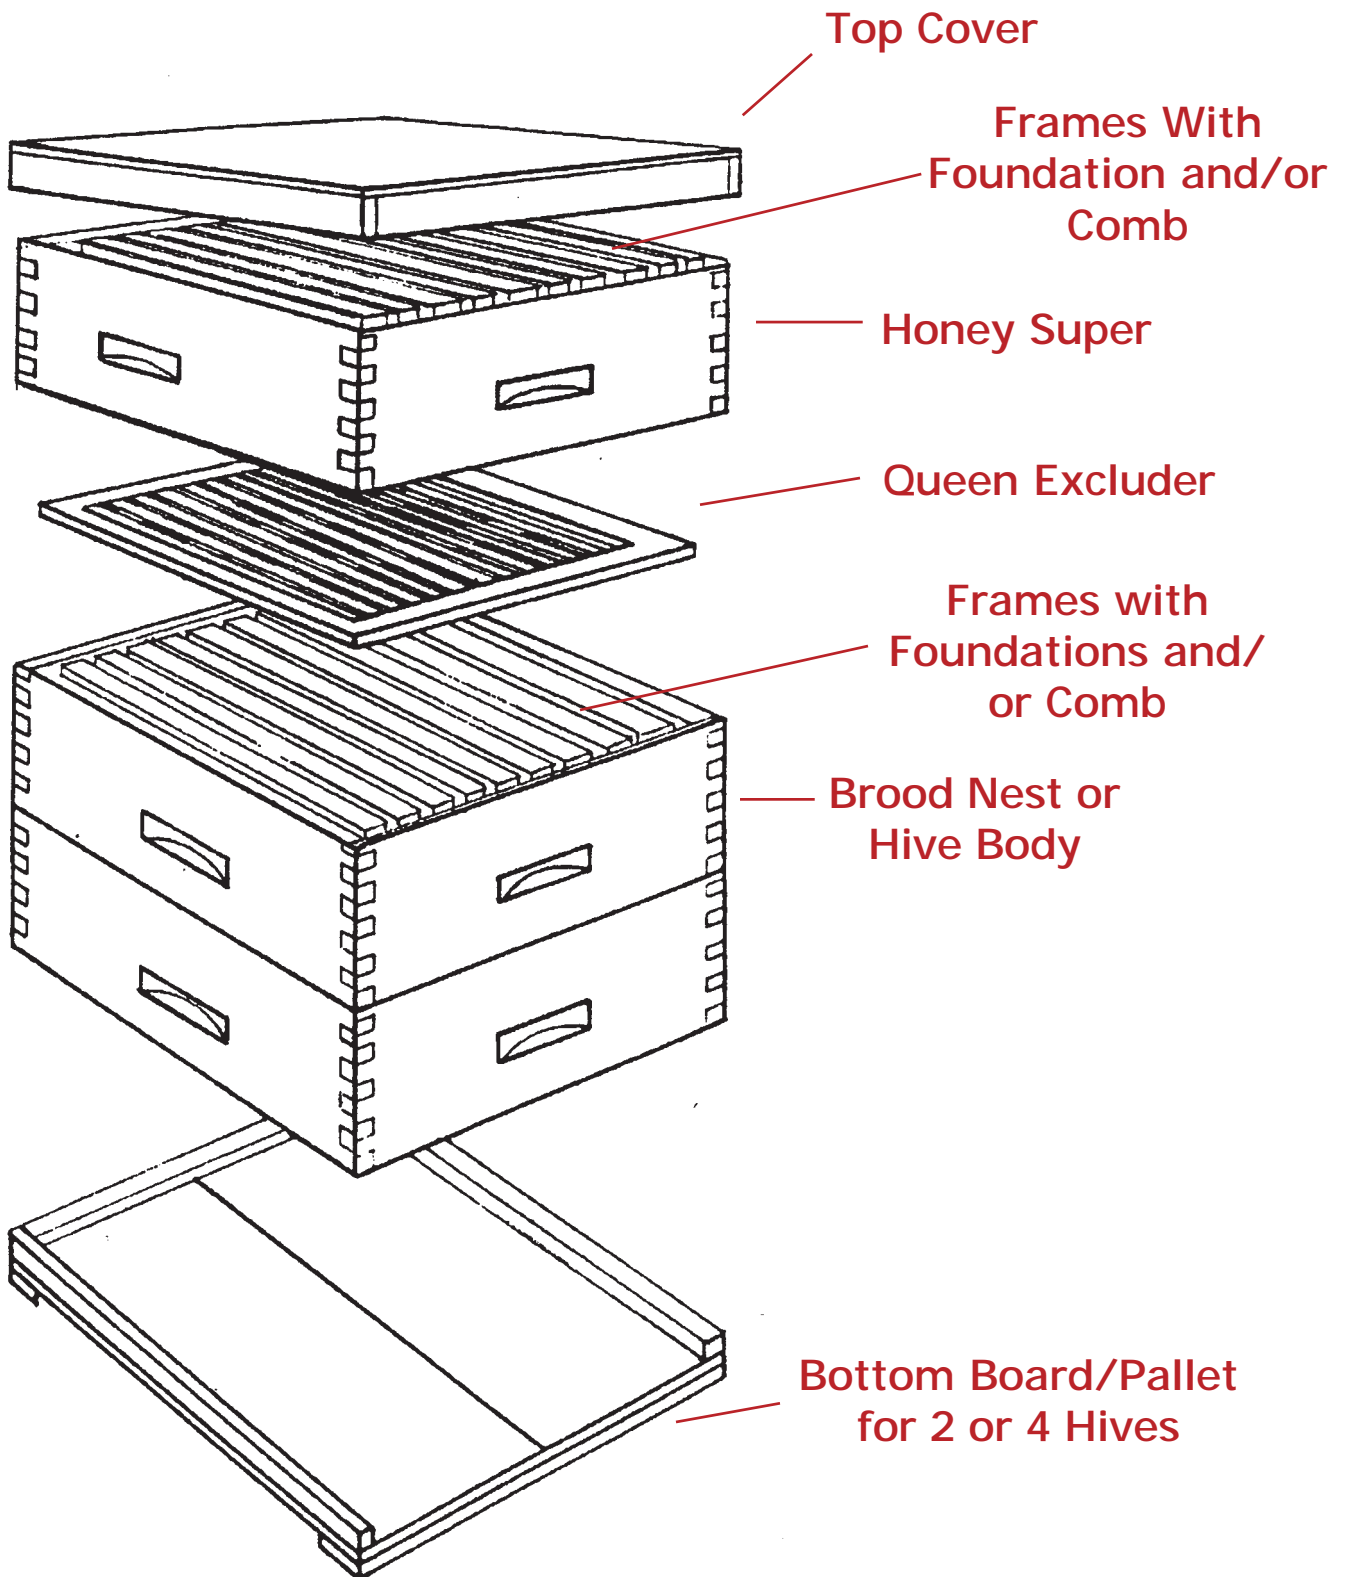 Top Cover
Frames With
Foundation and/or
Comb
Honey Super
Queen Excluder
Frames with
Foundations and/
or Comb
Brood Nest or
Hive Body
Bottom Board/Pallet
for 2 or 4 Hives